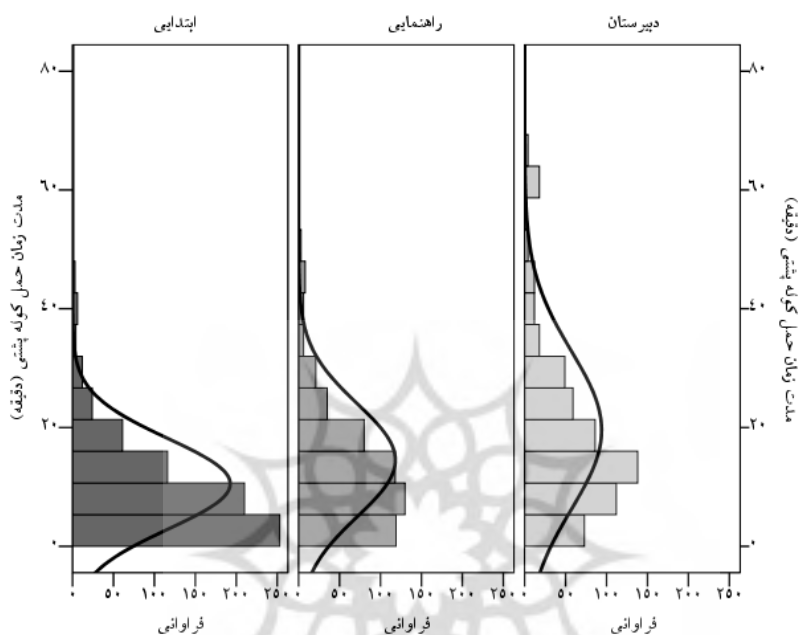 دبیرستان
راهنمایی
ابتدایی
۸۰
۶۰
۴۰
۲۰
۰
مدت زمان حمل کوله پشتی (دقیقه)
۸۰
۶۰
۴۰
۲۰
۰
مدت زمان حمل کوله پشتی (دقیقه)
۰ ۵۰ ۱۰۰ ۱۵۰ ۲۰۰ ۲۵۰
۰ ۵۰ ۱۰۰ ۱۵۰ ۲۰۰ ۲۵۰
۰ ۵۰ ۱۰۰ ۱۵۰ ۲۰۰ ۲۵۰
فراوانی
فراوانی
فراوانی